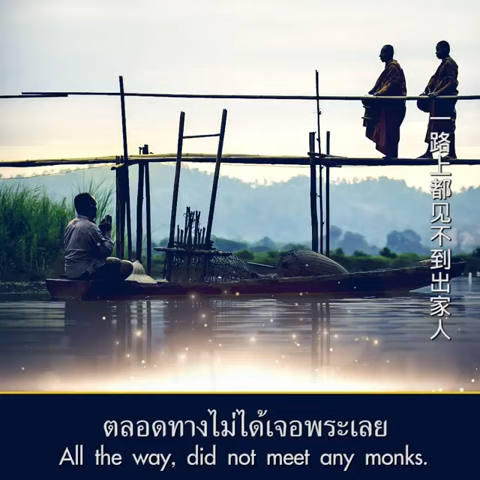 一路上都见不到出家人
ตลอดทางไม่ได้เจอพระเลย
All the way, did not meet any monks.